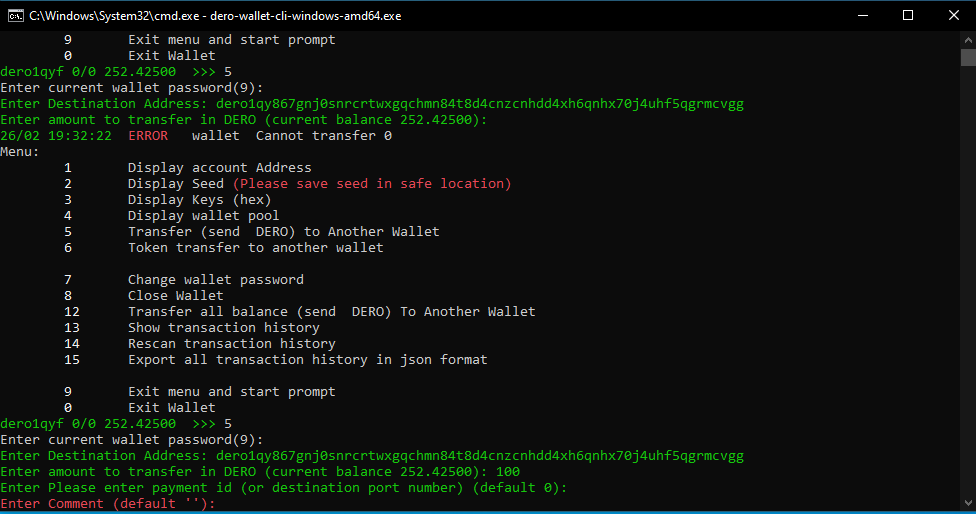 C:\Windows\System32\cmd.exe - dero-wallet-cli-windows-amd64.exe
9 Exit menu and start prompt
0 Exit Wallet
dero1qyf 0/0 252.42500 >>> 5
Enter current wallet password(9):
Enter Destination Address: dero1qy867gnj0snrcrtwxgqchmn84t8d4cnzcnhdd4xh6qnhx70j4uhf5qgrmcvgg
Enter amount to transfer in DERO (current balance 252.42500):
26/02 19:32:22 ERROR wallet Cannot transfer 0
Menu:
1 Display account Address
2 Display Seed (Please save seed in safe location)
3 Display Keys (hex)
4 Display wallet pool
5 Transfer (send DERO) to Another Wallet
6 Token transfer to another wallet
7 Change wallet password
8 Close Wallet
12 Transfer all balance (send DERO) To Another Wallet
13 Show transaction history
14 Rescan transaction history
15 Export all transaction history in json format
9 Exit menu and start prompt
0 Exit Wallet
dero1qyf 0/0 252.42500 >>> 5
Enter current wallet password(9):
Enter Destination Address: dero1qy867gnj0snrcrtwxgqchmn84t8d4cnzcnhdd4xh6qnhx70j4uhf5qgrmcvgg
Enter amount to transfer in DERO (current balance 252.42500): 100
Enter Please enter payment id (or destination port number) (default 0):
Enter Comment (default ''):